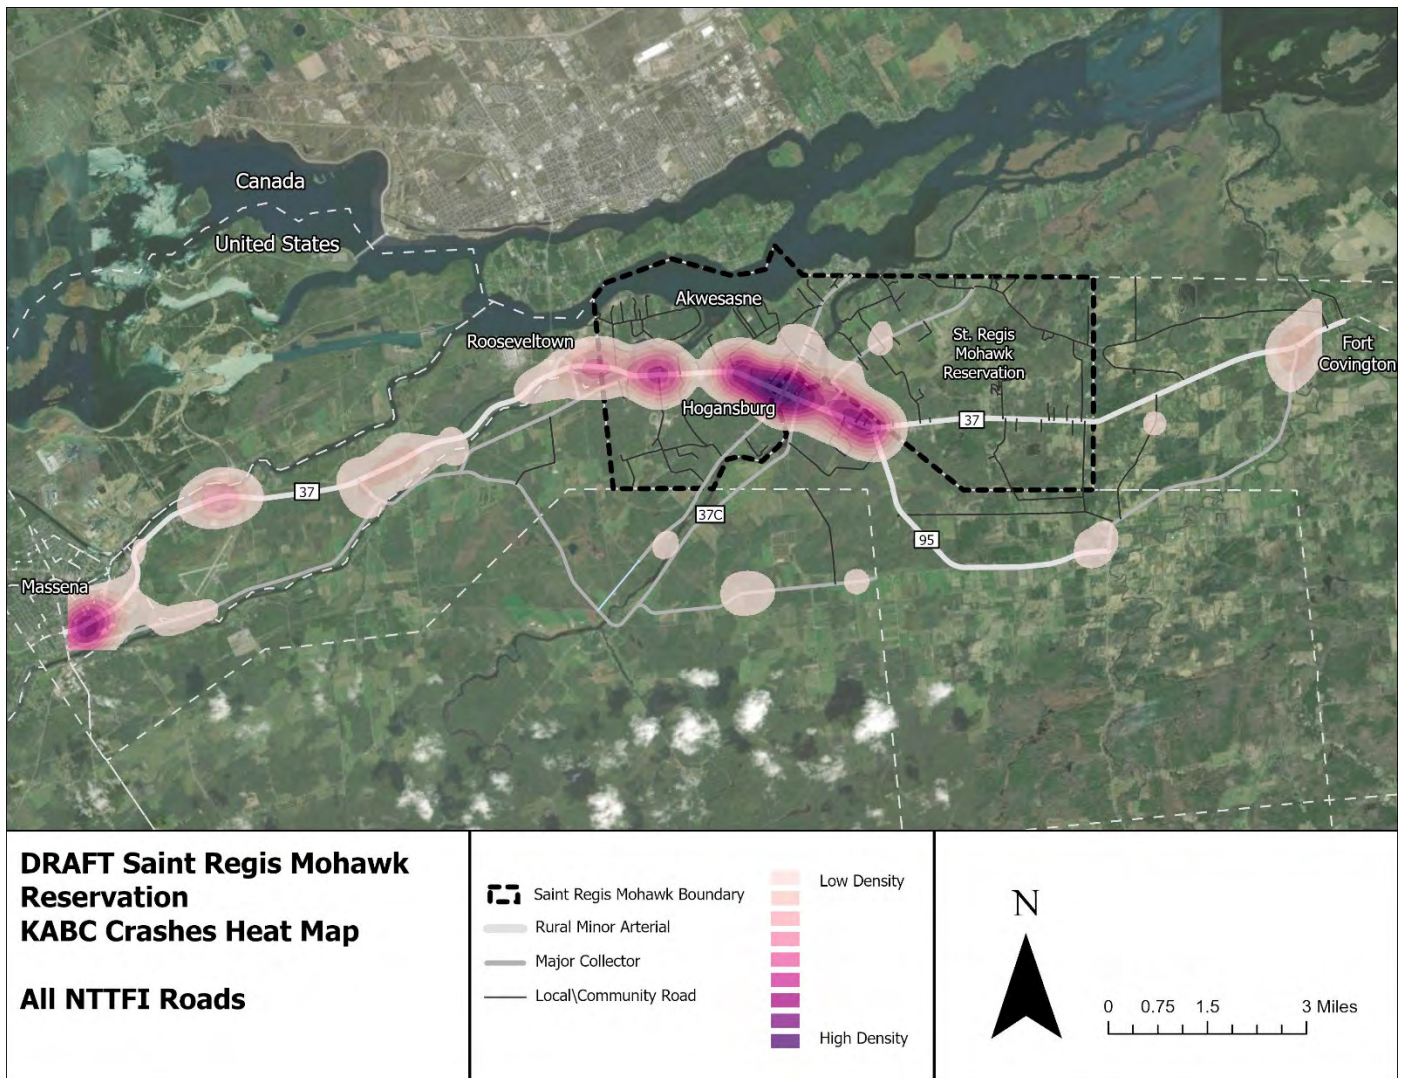 Canada
United States
Akwesasne
Rooseveltown
St. Regis
Mohawk
Reservation
Fort
Covington
Hogansburg
37
37
37C
95
Massena
DRAFT Saint Regis Mohawk
Reservation
KABC Crashes Heat Map
All NTTFI Roads
Saint Regis Mohawk Boundary
Rural Minor Arterial
Major Collector
Local\Community Road
Low Density
High Density
N
0 0.75 1.5 3 Miles